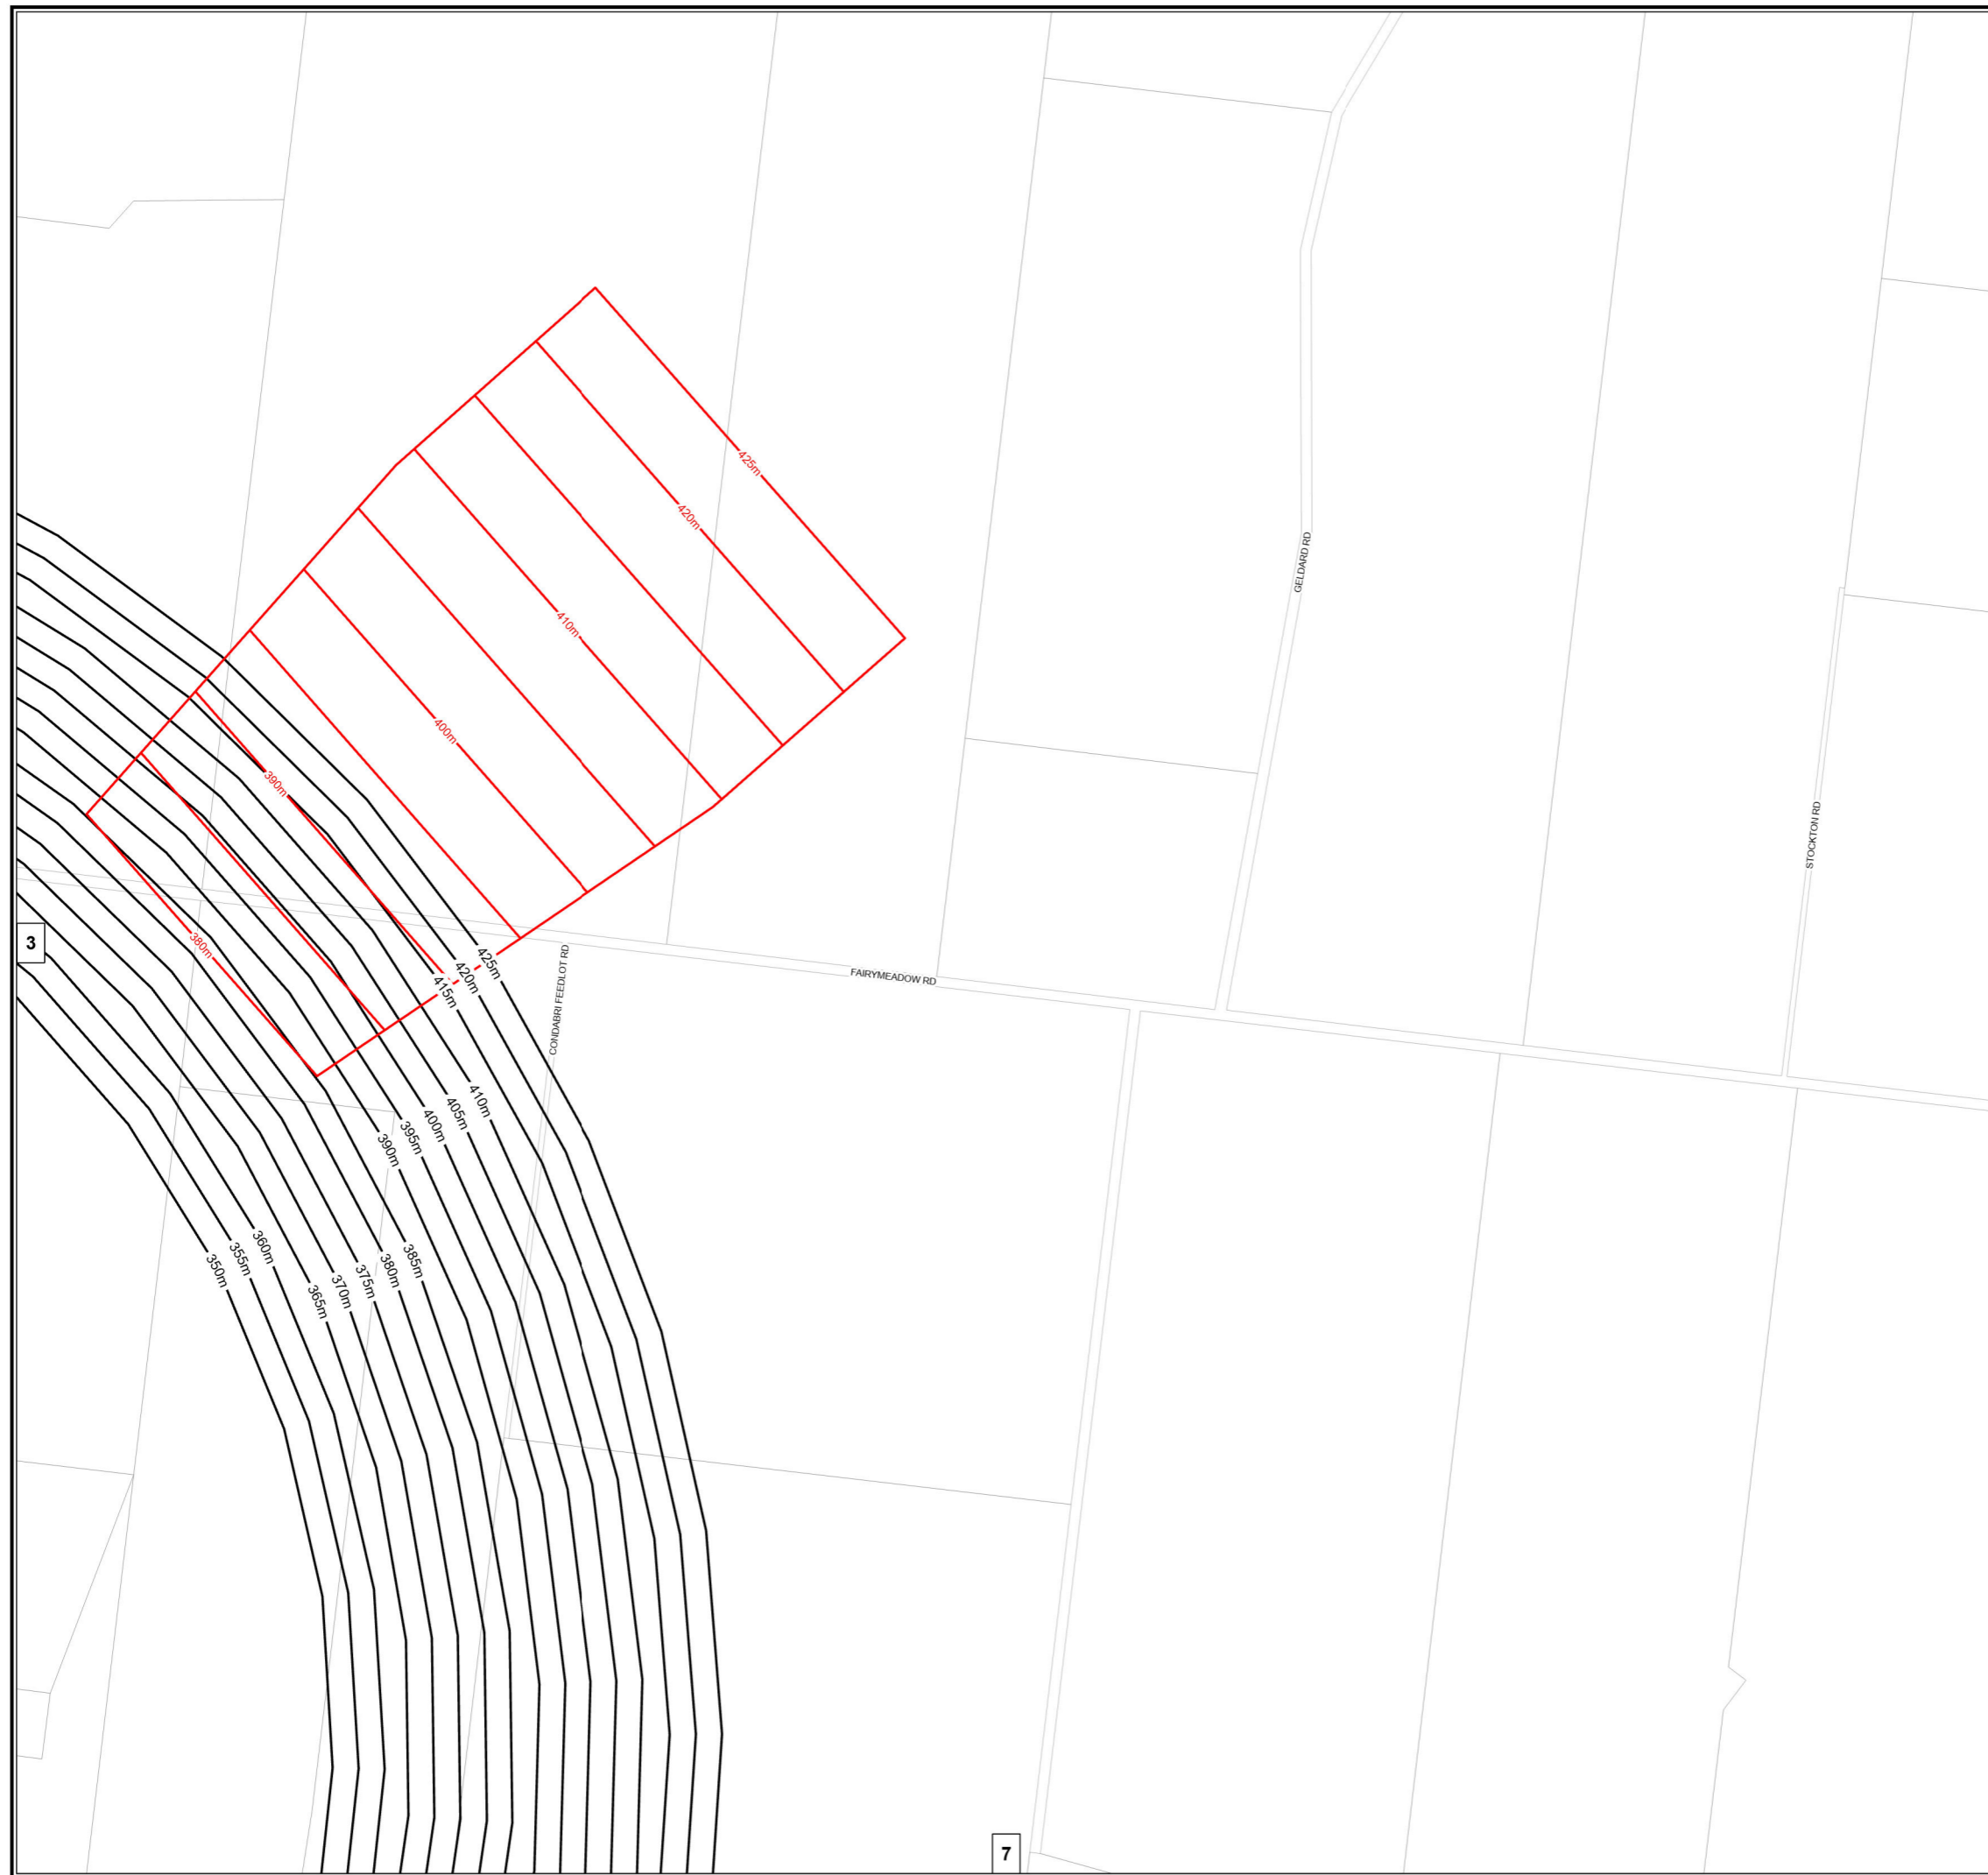 425m
420m
410m
400m
390m
380m
GELDARD RD
STOCKTON RD
3
425m
420m
415m
CONDABRI FEEDLOT RD
FAIRYMEADOW RD
410m
405m
400m
395m
390m
385m
380m
375m
370m
365m
360m
355m
350m
7